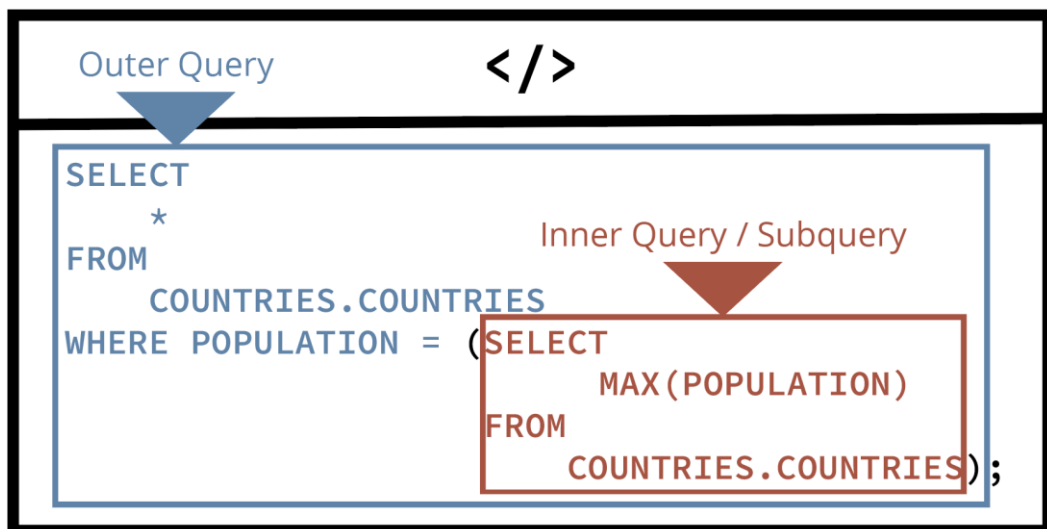 Outer Query
</>
SELECT
*
FROM
Inner Query / Subquery
COUNTRIES.COUNTRIES
WHERE POPULATION = (SELECT
MAX(POPULATION)
FROM
COUNTRIES.COUNTRIES);